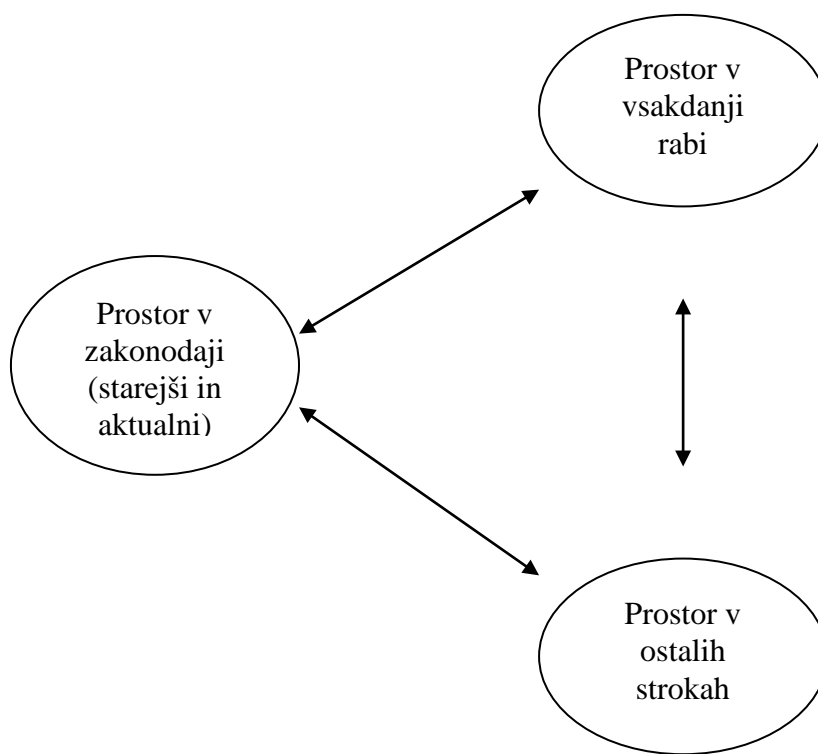 Prostor v
vsakdanji
rabi
Prostor v
zakonodaji
(starejši in
aktualni)
Prostor v
ostalih
strokah